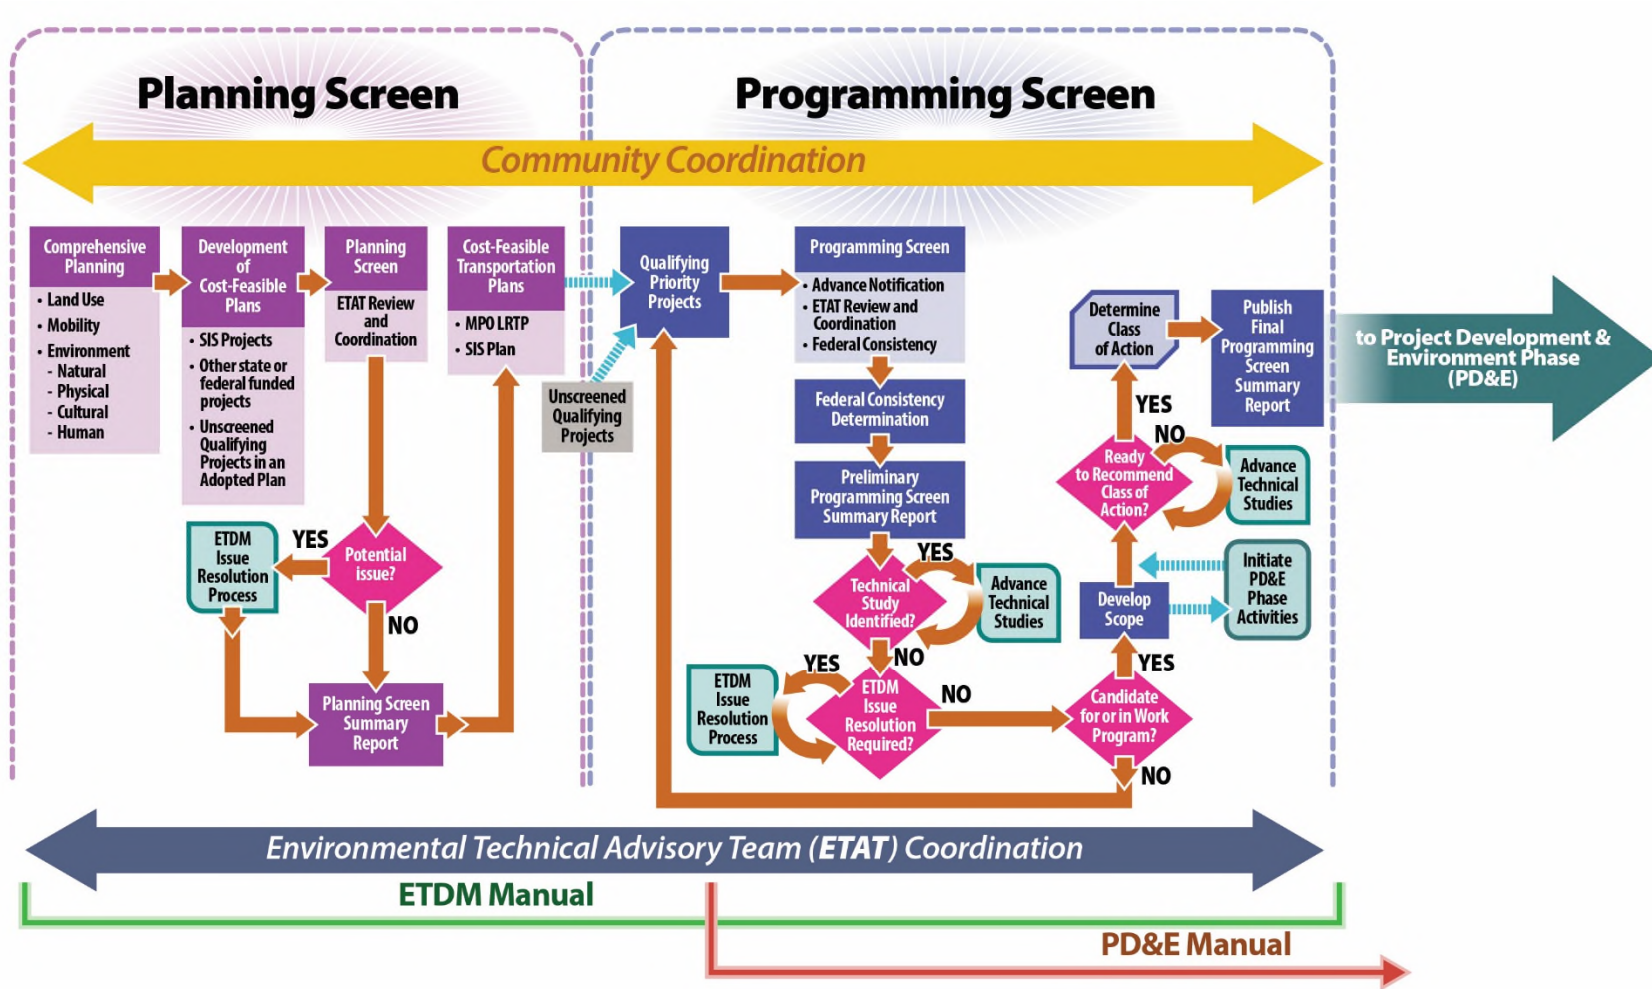 Planning Screen
Programming Screen
Community Coordination
Comprehensive
Planning
• Land Use
• Mobility
• Environment
- Natural
- Physical
- Cultural
- Human
Development
of
Cost-Feasible
Plans
• SIS Projects
• Other state or
federal funded
projects
• Unscreened
Qualifying
Projects in an
Adopted Plan
Planning
Screen
ETAT Review
and
Coordination
Cost-Feasible
Transportation
Plans
• MPO LRTP
• SIS Plan
Potential
issue?
YES
NO
ETDM
Issue
Resolution
Process
Planning Screen
Summary
Report
Unscreened
Qualifying
Projects
Qualifying
Priority
Projects
Programming Screen
• Advance Notification
• ETAT Review and
Coordination
• Federal Consistency
Federal Consistency
Determination
Preliminary
Programming Screen
Summary Report
Technical
Study
Identified?
YES
NO
Advance
Technical
Studies
ETDM
Issue
Resolution
Required?
YES
NO
ETDM
Issue
Resolution
Process
Candidate
for or in Work
Program?
YES
NO
Develop
Scope
Initiate
PD&E
Phase
Activities
Ready
to Recommend
Class of
Action?
YES
NO
Advance
Technical
Studies
Determine
Class
of Action
Publish
Final
Programming
Screen
Summary
Report
to Project Development &
Environment Phase
(PD&E)
Environmental Technical Advisory Team (ETAT) Coordination
ETDM Manual
PD&E Manual